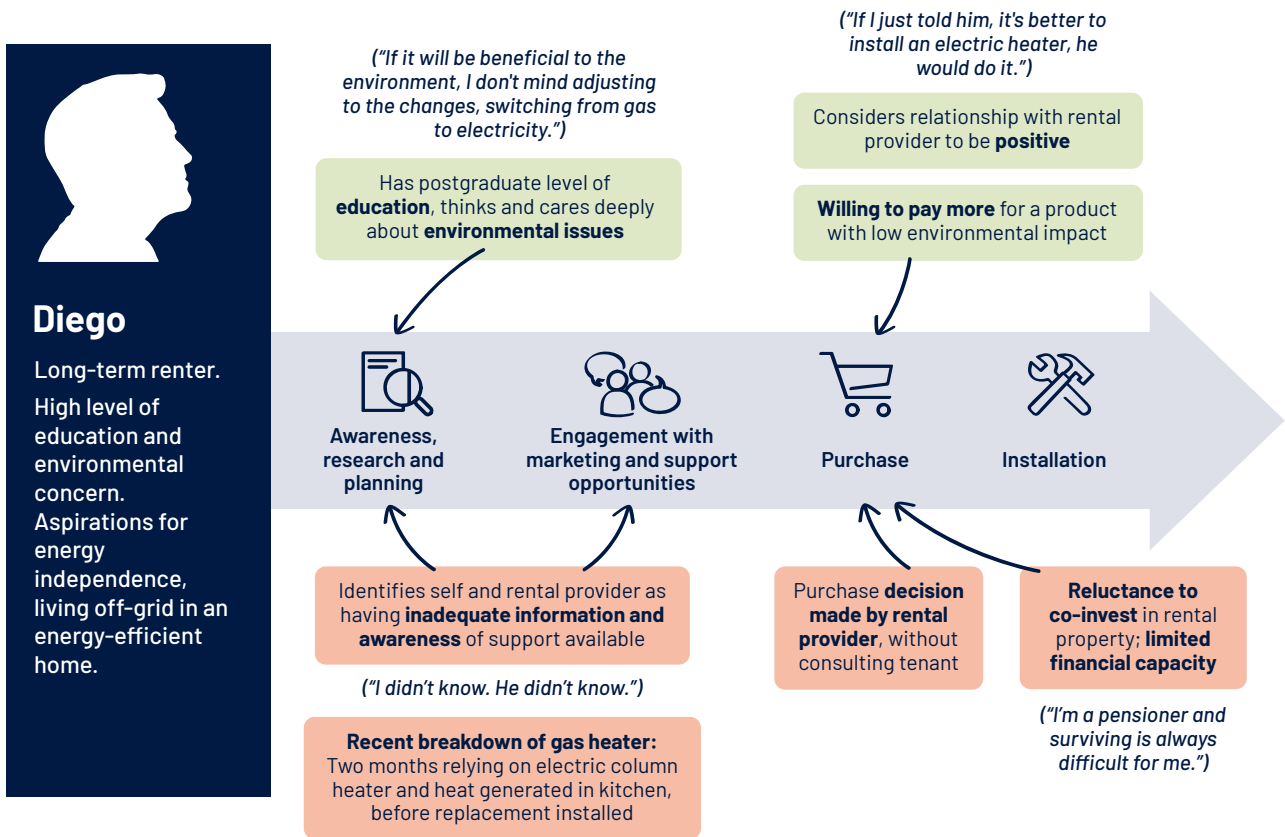 Diego
Long-term renter.
High level of
education and
environmental
concern.
Aspirations for
energy
independence,
living off-grid in an
energy-efficient
home.
(“If it will be beneficial to the
environment, I don't mind adjusting
to the changes, switching from gas
to electricity.”)
Has postgraduate level of
education, thinks and cares deeply
about environmental issues
(“If I just told him, it's better to
install an electric heater, he
would do it.”)
Considers relationship with rental
provider to be positive
Willing to pay more for a product
with low environmental impact
Awareness,
research and
planning
Engagement with
marketing and support
opportunities
Purchase
Installation
Identifies self and rental provider as
having inadequate information and
awareness of support available
(“I didn’t know. He didn’t know.”)
Recent breakdown of gas heater:
Two months relying on electric column
heater and heat generated in kitchen,
before replacement installed
Purchase decision
made by rental
provider, without
consulting tenant
Reluctance to
co-invest in rental
property; limited
financial capacity
(“I’m a pensioner and
surviving is always
difficult for me.”)